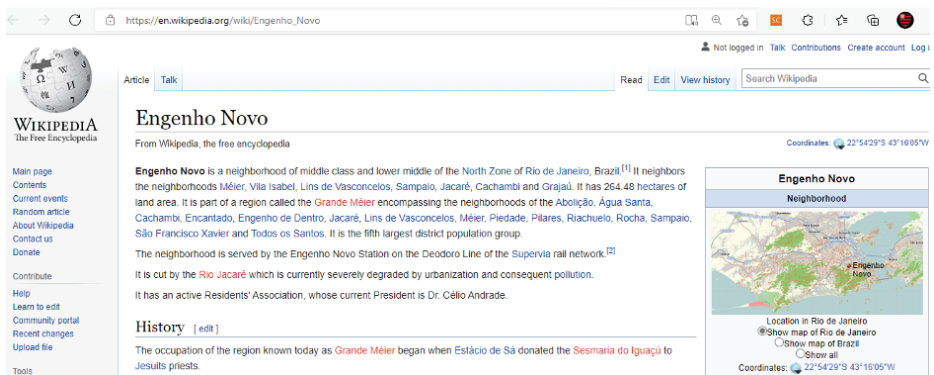 https://en.wikipedia.org/wiki/Engenho_Novo
SC
Not logged in Talk Contributions Create account Log i
Article Talk
Read Edit View history Search Wikipedia
WIKIPEDIA
The Free Encyclopedia
Main page
Contents
Current events
Random article
About Wikipedia
Contact us
Donate
Contribute
Help
Learn to edit
Community portal
Recent changes
Upload file
Tools
Engenho Novo
From Wikipedia, the free encyclopedia
Coordinates: 22°54′29″S 43°16′05″W
Engenho Novo is a neighborhood of middle class and lower middle of the North Zone of Rio de Janeiro, Brazil.[1] It neighbors
the neighborhoods Méier, Vila Isabel, Lins de Vasconcelos, Sampaio, Jacaré, Cachambi and Grajaú. It has 264.48 hectares of
land area. It is part of a region called the Grande Méier encompassing the neighborhoods of the Abolição, Água Santa,
Cachambi, Encantado, Engenho de Dentro, Jacaré, Lins de Vasconcelos, Méier, Piedade, Pilares, Riachuelo, Rocha, Sampaio,
São Francisco Xavier and Todos os Santos. It is the fifth largest district population group.
The neighborhood is served by the Engenho Novo Station on the Deodoro Line of the Supervia rail network.[2]
It is cut by the Rio Jacaré which is currently severely degraded by urbanization and consequent pollution.
It has an active Residents' Association, whose current President is Dr. Célio Andrade.
History [ edit ]
The occupation of the region known today as Grande Méier began when Estácio de Sá donated the Sesmaria do Iguaçú to
Jesuits priests.
Engenho Novo
Neighborhood
Engenho
Novo
Location in Rio de Janeiro
Show map of Rio de Janeiro
Show map of Brazil
Show all
Coordinates: 22°54′29″S 43°16′05″W